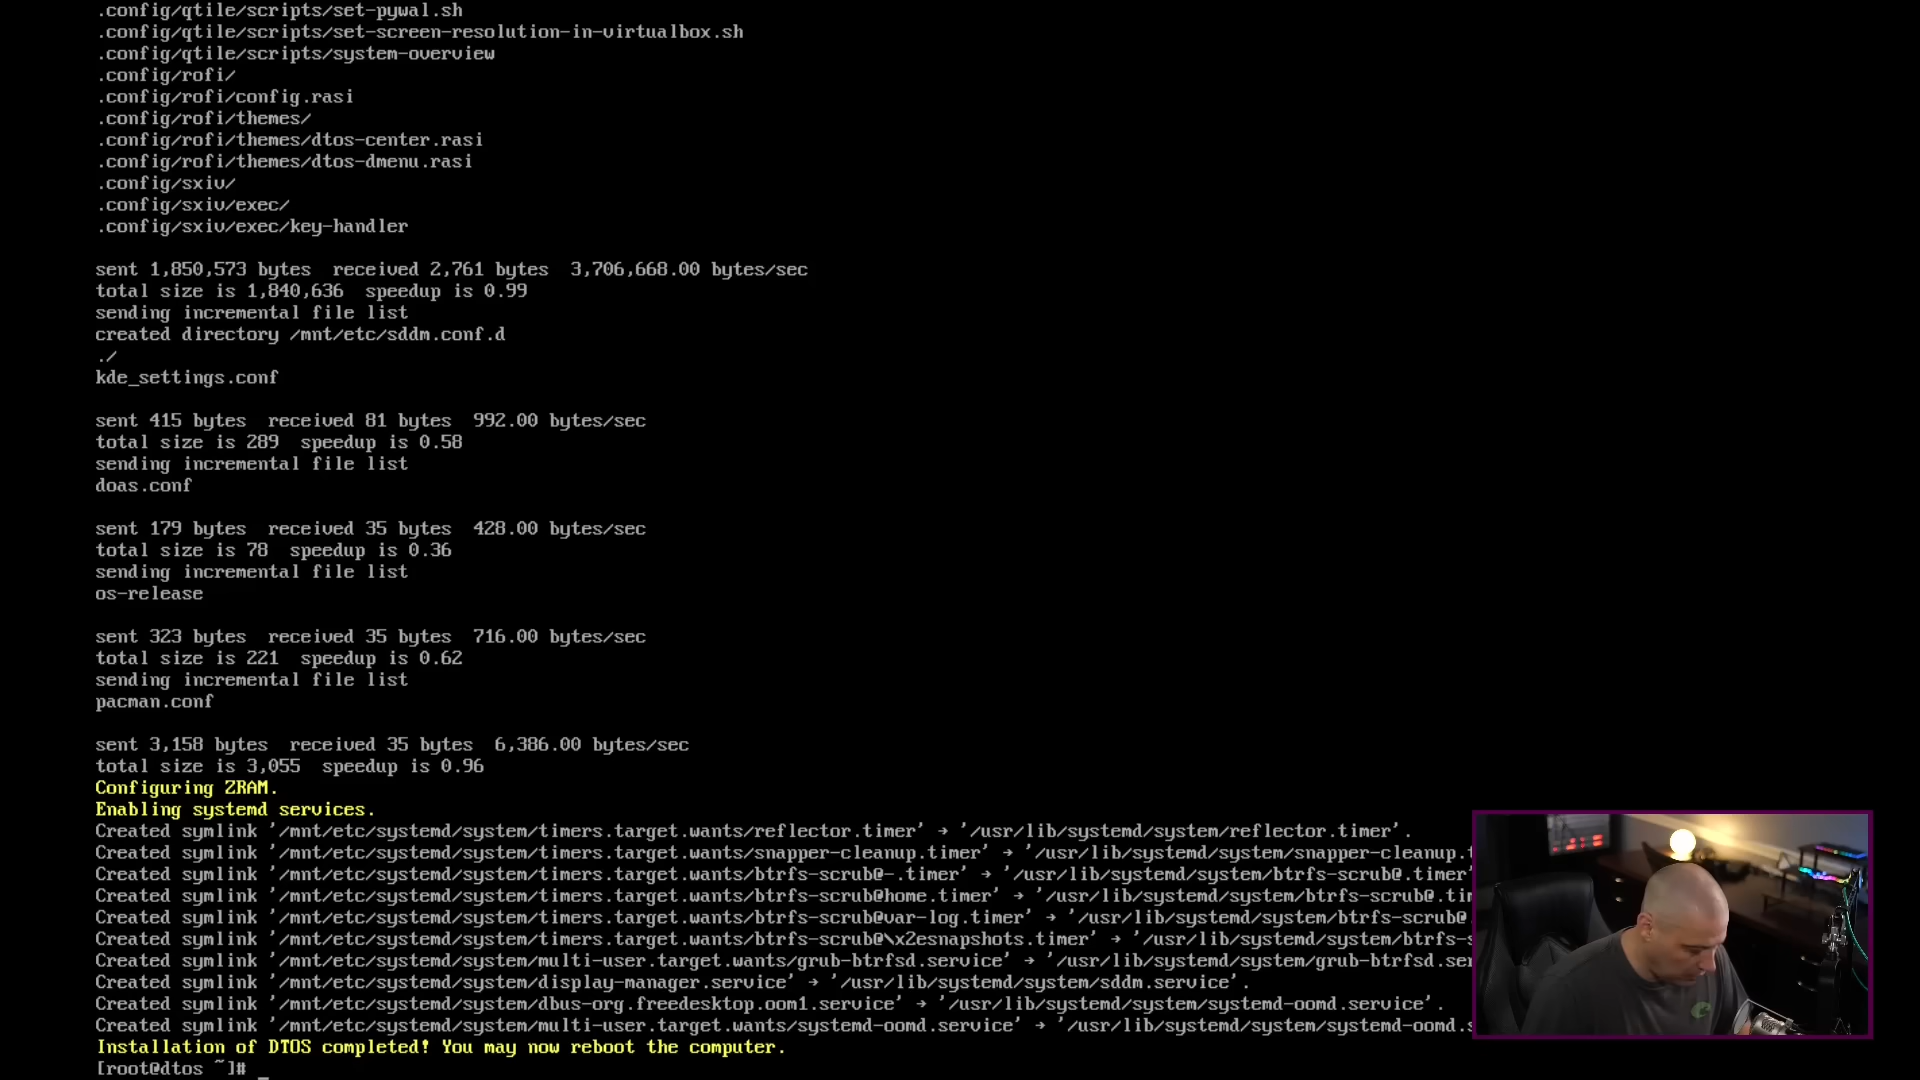 .config/qtile/scripts/set-pywal.sh
.config/qtile/scripts/set-screen-resolution-in-virtualbox.sh
.config/qtile/scripts/system-overview
.config/rofi/
.config/rofi/config.rasi
.config/rofi/themes/
.config/rofi/themes/dtos-center.rasi
.config/rofi/themes/dtos-dmenu.rasi
.config/sxiv/
.config/sxiv/exec/
.config/sxiv/exec/key-handler
sent 1,850,573 bytes  received 2,761 bytes  3,706,668.00 bytes/sec
total size is 1,840,636  speedup is 0.99
sending incremental file list
created directory /mnt/etc/sddm.conf.d
./
kde_settings.conf
sent 415 bytes  received 81 bytes  992.00 bytes/sec
total size is 289  speedup is 0.58
sending incremental file list
doas.conf
sent 179 bytes  received 35 bytes  428.00 bytes/sec
total size is 78  speedup is 0.36
sending incremental file list
os-release
sent 323 bytes  received 35 bytes  716.00 bytes/sec
total size is 221  speedup is 0.62
sending incremental file list
pacman.conf
sent 3,158 bytes  received 35 bytes  6,386.00 bytes/sec
total size is 3,055  speedup is 0.96
Configuring ZRAM.
Enabling systemd services.
Created symlink '/mnt/etc/systemd/system/timers.target.wants/reflector.timer' → '/usr/lib/systemd/system/reflector.timer'.
Created symlink '/mnt/etc/systemd/system/timers.target.wants/snapper-cleanup.timer' → '/usr/lib/systemd/system/snapper-cleanup.t
Created symlink '/mnt/etc/systemd/system/timers.target.wants/btrfs-scrub@-.timer' → '/usr/lib/systemd/system/btrfs-scrub@.timer'
Created symlink '/mnt/etc/systemd/system/timers.target.wants/btrfs-scrub@home.timer' → '/usr/lib/systemd/system/btrfs-scrub@.tim
Created symlink '/mnt/etc/systemd/system/timers.target.wants/btrfs-scrub@var-log.timer' → '/usr/lib/systemd/system/btrfs-scrub@
Created symlink '/mnt/etc/systemd/system/timers.target.wants/btrfs-scrub@\x2esnapshots.timer' → '/usr/lib/systemd/system/btrfs-s
Created symlink '/mnt/etc/systemd/system/multi-user.target.wants/grub-btrfsd.service' → '/usr/lib/systemd/system/grub-btrfsd.ser
Created symlink '/mnt/etc/systemd/system/display-manager.service' → '/usr/lib/systemd/system/sddm.service'.
Created symlink '/mnt/etc/systemd/system/dbus-org.freedesktop.oom1.service' → '/usr/lib/systemd/system/systemd-oomd.service'.
Created symlink '/mnt/etc/systemd/system/multi-user.target.wants/systemd-oomd.service' → '/usr/lib/systemd/system/systemd-oomd.s
Installation of DTOS completed! You may now reboot the computer.
[root@dtos ~]# _